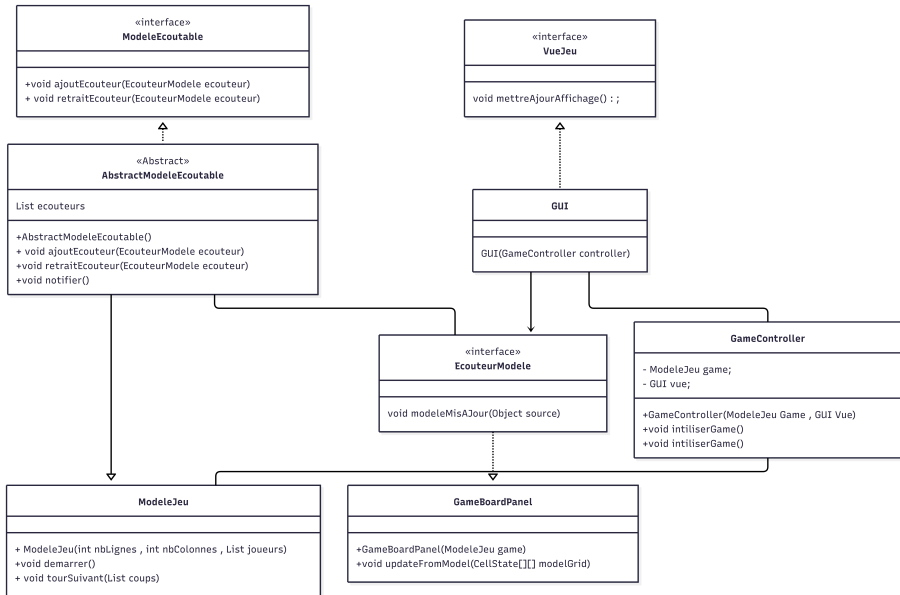 «interface»
ModeleEcoutable
+void ajoutEcouteur(EcouteurModele ecouteur)
+ void retraitEcouteur(EcouteurModele ecouteur)
«interface»
VueJeu
void mettreAjourAffichage() : ;
«Abstract»
AbstractModeleEcoutable
List ecouteurs
+AbstractModeleEcoutable()
+ void ajoutEcouteur(EcouteurModele ecouteur)
+void retraitEcouteur(EcouteurModele ecouteur)
+void notifier()
GUI
GUI(GameController controller)
«interface»
EcouteurModele
void modeleMisAJour(Object source)
GameController
- ModeleJeu game;
- GUI vue;
+GameController(ModeleJeu Game , GUI Vue)
+void intiliserGame()
+void intiliserGame()
ModeleJeu
+ ModeleJeu(int nbLignes , int nbColonnes , List joueurs)
+void demarrer()
+ void tourSuivant(List coups)
GameBoardPanel
+GameBoardPanel(ModeleJeu game)
+void updateFromModel(CellState[][] modelGrid)